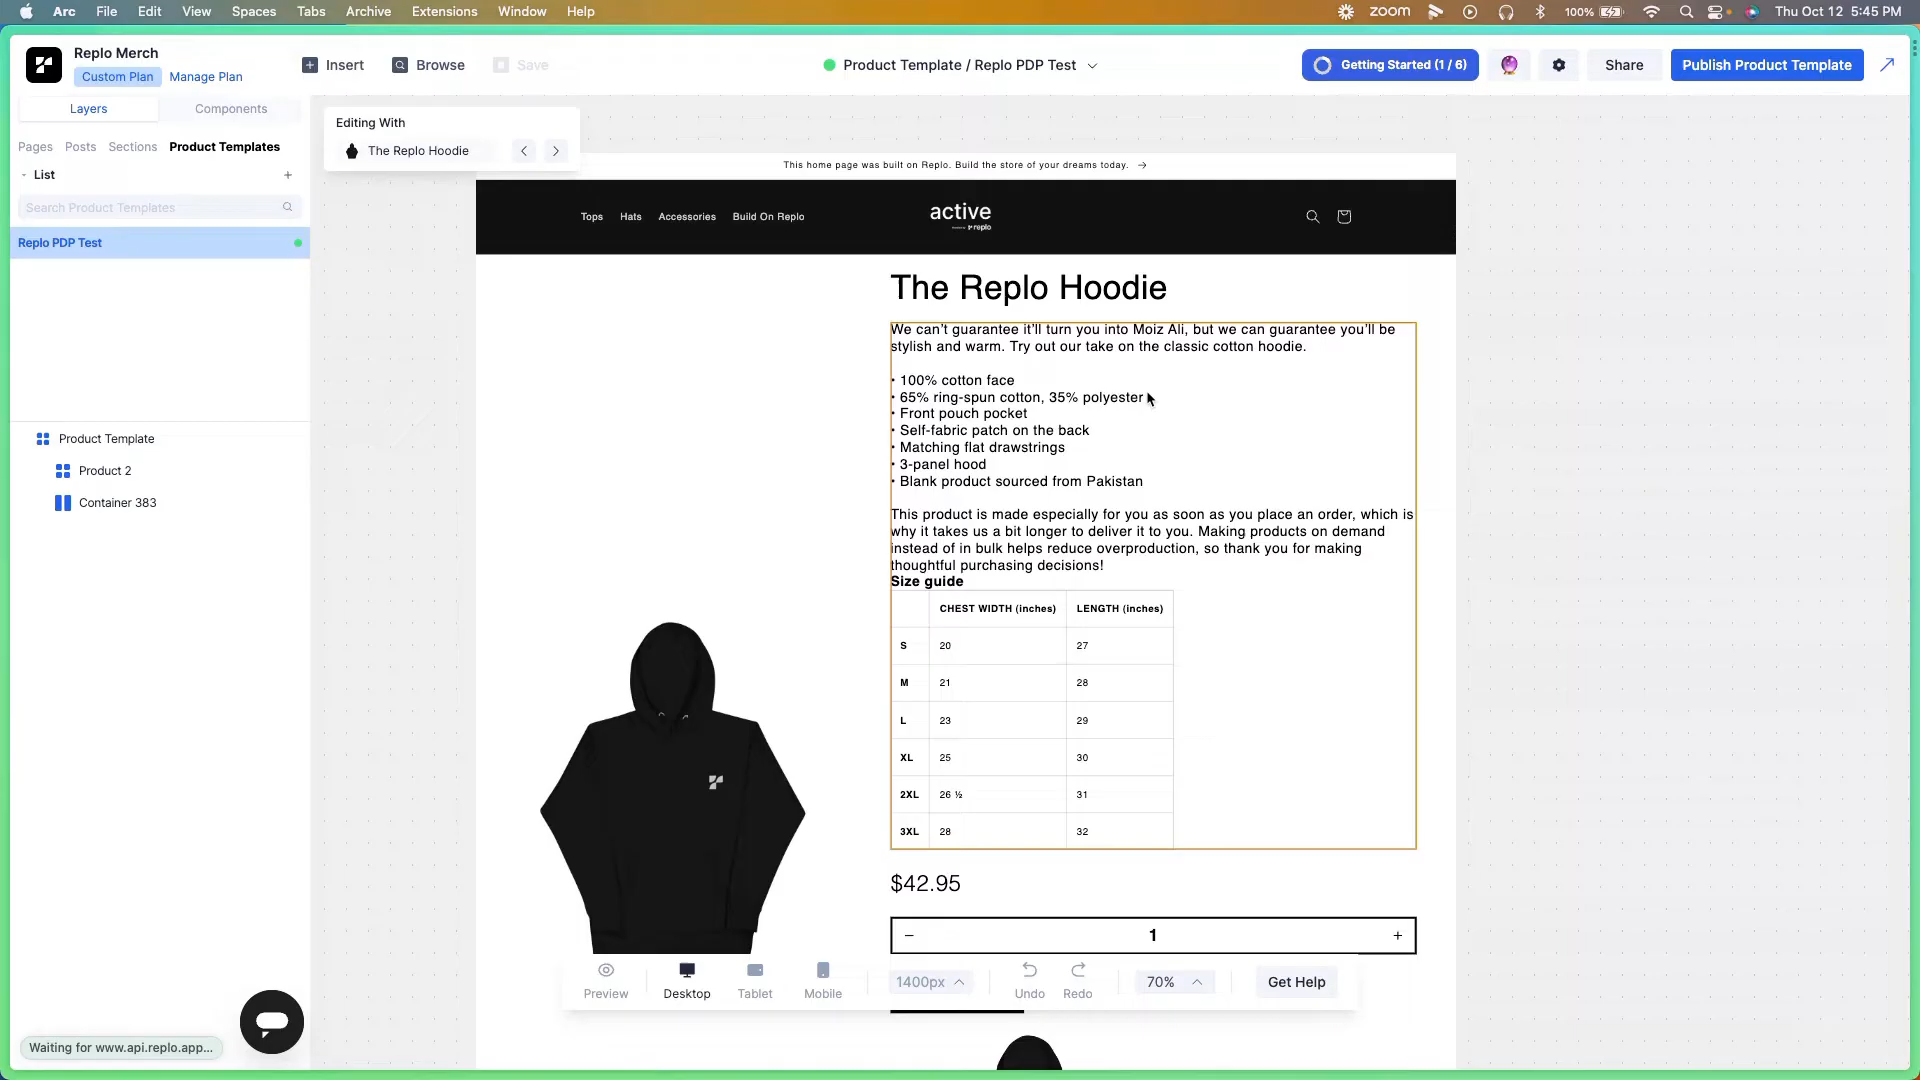 Arc File Edit View Spaces Tabs Archive Extensions Window Help
zoom 100% Thu Oct 12 5:45 PM
Replo Merch
Custom Plan Manage Plan
Insert Browse Save
Product Template / Replo PDP Test
Getting Started (1 / 6)
Share
Publish Product Template
Layers Components
Pages Posts Sections Product Templates
List
Search Product Templates
Replo PDP Test
Product Template
Product 2
Container 383
Editing With
The Replo Hoodie
This home page was built on Replo. Build the store of your dreams today. →
Tops Hats Accessories Build On Replo
active
replo
The Replo Hoodie
We can’t guarantee it’ll turn you into Moiz Ali, but we can guarantee you’ll be
stylish and warm. Try out our take on the classic cotton hoodie.
• 100% cotton face
• 65% ring-spun cotton, 35% polyester
• Front pouch pocket
• Self-fabric patch on the back
• Matching flat drawstrings
• 3-panel hood
• Blank product sourced from Pakistan
This product is made especially for you as soon as you place an order, which is
why it takes us a bit longer to deliver it to you. Making products on demand
instead of in bulk helps reduce overproduction, so thank you for making
thoughtful purchasing decisions!
Size guide
CHEST WIDTH (inches) LENGTH (inches)
S 20 27
M 21 28
L 23 29
XL 25 30
2XL 26 ½ 31
3XL 28 32
$42.95
− 1 +
Preview Desktop Tablet Mobile 1400px Undo Redo 70% Get Help
Waiting for www.api.replo.app...